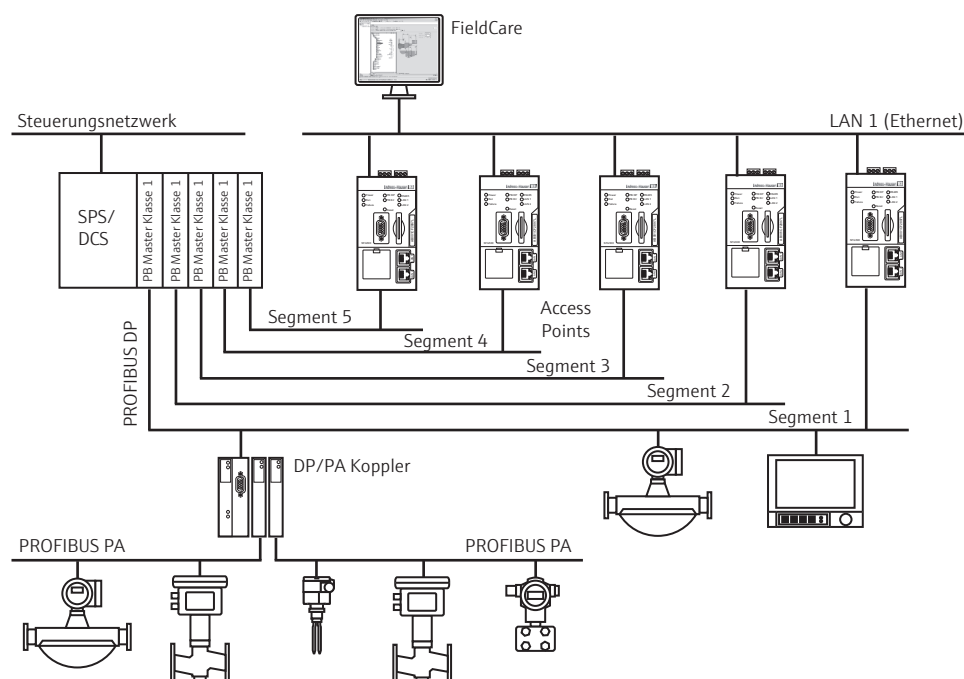 FieldCare
Steuerungsnetzwerk
LAN 1 (Ethernet)
SPS/
DCS
PB Master Klasse 1
PB Master Klasse 1
PB Master Klasse 1
PB Master Klasse 1
PB Master Klasse 1
Access
Points
Segment 5
Segment 4
Segment 3
Segment 2
Segment 1
PROFIBUS DP
DP/PA Koppler
PROFIBUS PA
PROFIBUS PA